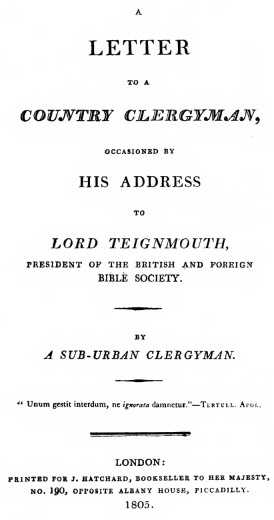 A
LETTER
TO A
COUNTRY CLERGYMAN,
OCCASIONED BY
HIS ADDRESS
TO
LORD TEIGNMOUTH,
PRESIDENT OF THE BRITISH AND FOREIGN
BIBLE SOCIETY.
BY
A SUB-URBAN CLERGYMAN.
"Unum gestit interdum, ne ignorata damnetur."—TERTULL. APOL.
LONDON:
PRINTED FOR J. HATCHARD, BOOKSELLER TO HER MAJESTY,
NO. 190, OPPOSITE ALBANY HOUSE, PICCADILLY.
1805.